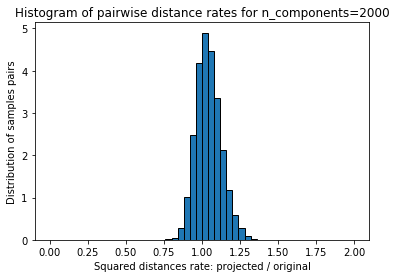 Histogram of pairwise distance rates for n_components=2000
Distribution of samples pairs
5
4
3
2
1
0
0.00 0.25 0.50 0.75 1.00 1.25 1.50 1.75 2.00
Squared distances rate: projected / original